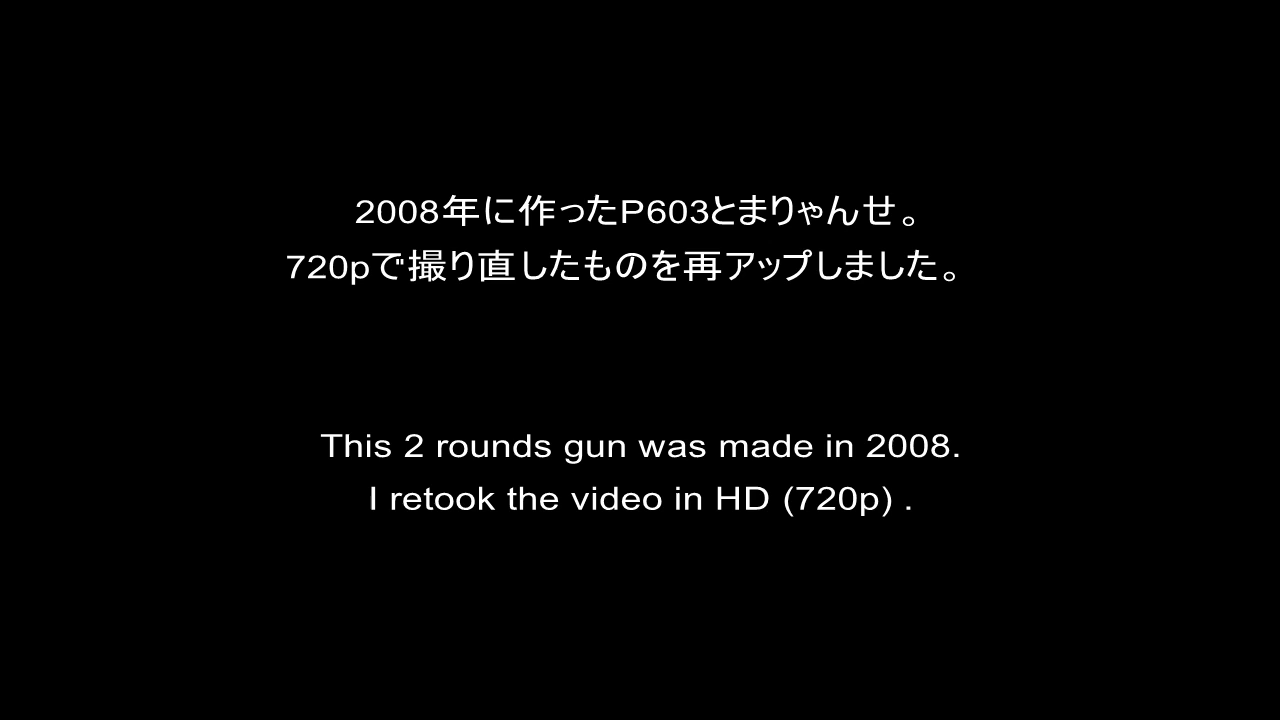 2008年に作ったP603とまりゃんせ。
720pで撮り直したものを再アップしました。
This 2 rounds gun was made in 2008.
I retook the video in HD (720p) .